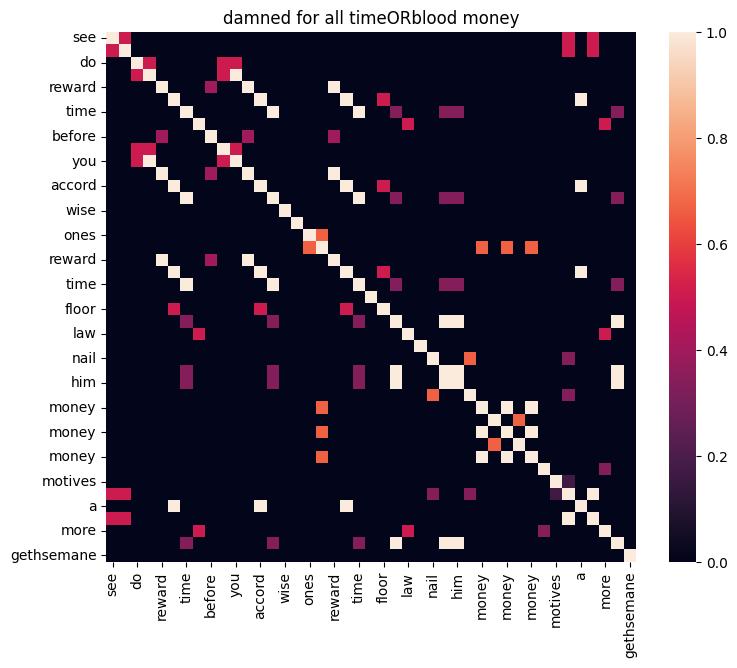 damned for all timeORblood money
see
do
reward
time
before
you
accord
wise
ones
reward
time
floor
law
nail
him
money
money
money
motives
a
more
gethsemane
1.0
0.8
0.6
0.4
0.2
0.0
see
do
reward
time
before
you
accord
wise
ones
reward
time
floor
law
nail
him
money
money
money
motives
a
more
gethsemane